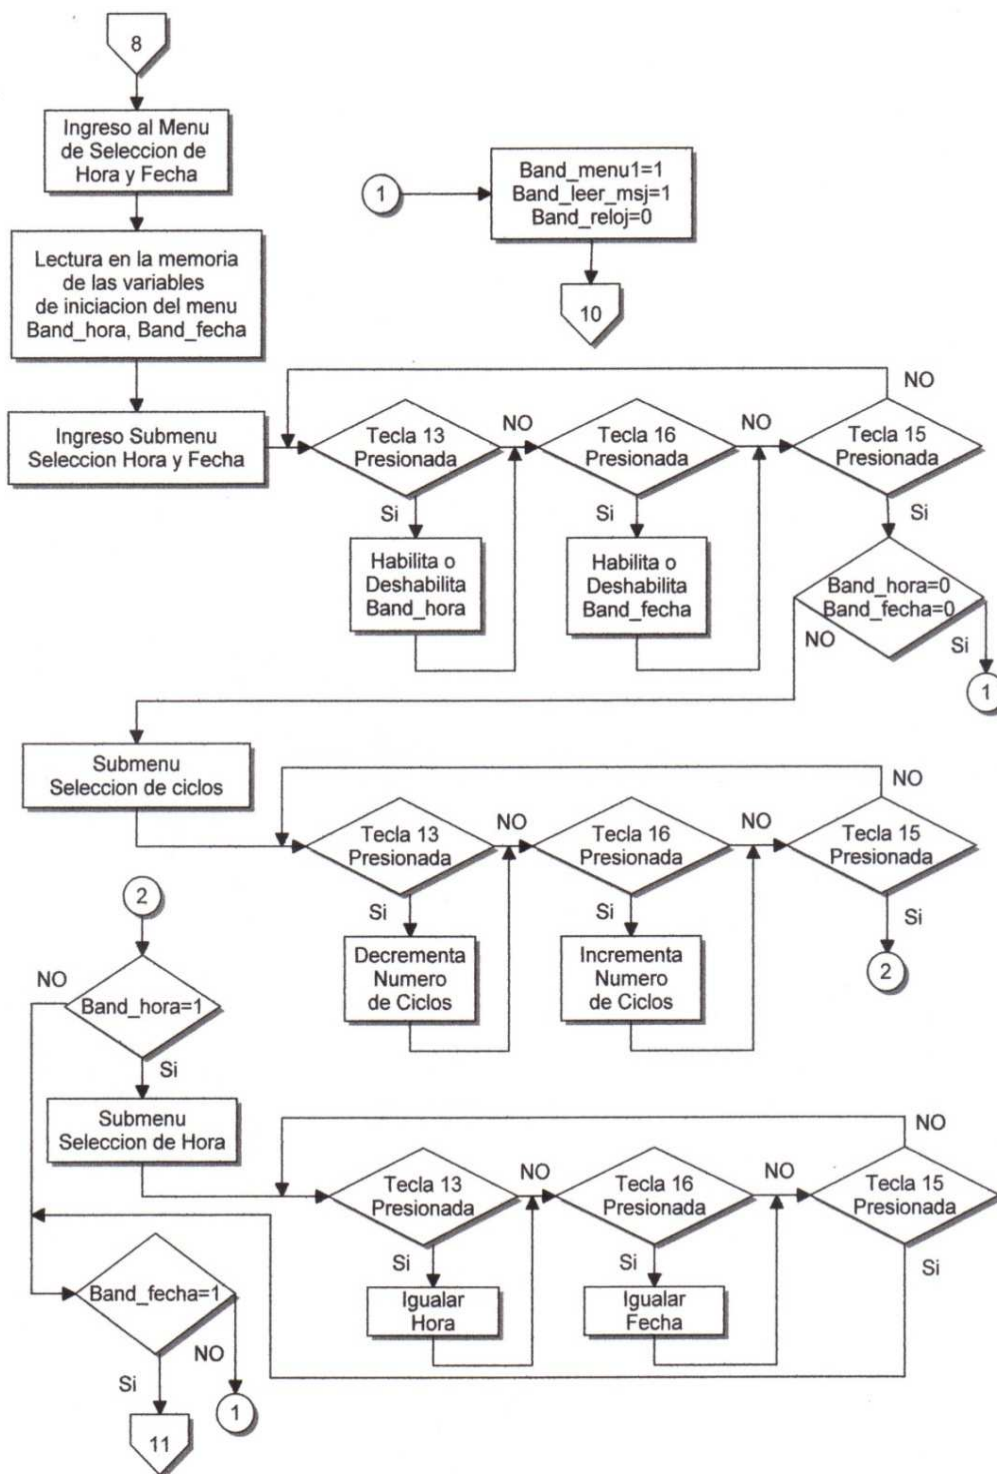 8
Ingreso al Menu
de Seleccion de
Hora y Fecha
1
Band_menu1=1
Band_leer_msj=1
Band_reloj=0
10
Lectura en la memoria
de las variables
de iniciacion del menu
Band_hora, Band_fecha
Ingreso Submenu
Seleccion Hora y Fecha
Tecla 13
Presionada
NO
Si
Habilita o
Deshabilita
Band_hora
Tecla 16
Presionada
NO
Si
Habilita o
Deshabilita
Band_fecha
Tecla 15
Presionada
NO
Si
Band_hora=0
Band_fecha=0
NO
Si
1
Submenu
Seleccion de ciclos
Tecla 13
Presionada
NO
Si
Decrementa
Numero
de Ciclos
Tecla 16
Presionada
NO
Si
Incrementa
Numero
de Ciclos
Tecla 15
Presionada
NO
Si
2
2
Band_hora=1
NO
Si
Submenu
Seleccion de Hora
Tecla 13
Presionada
NO
Si
Igualar
Hora
Tecla 16
Presionada
NO
Si
Igualar
Fecha
Tecla 15
Presionada
NO
Si
Band_fecha=1
NO
Si
1
11